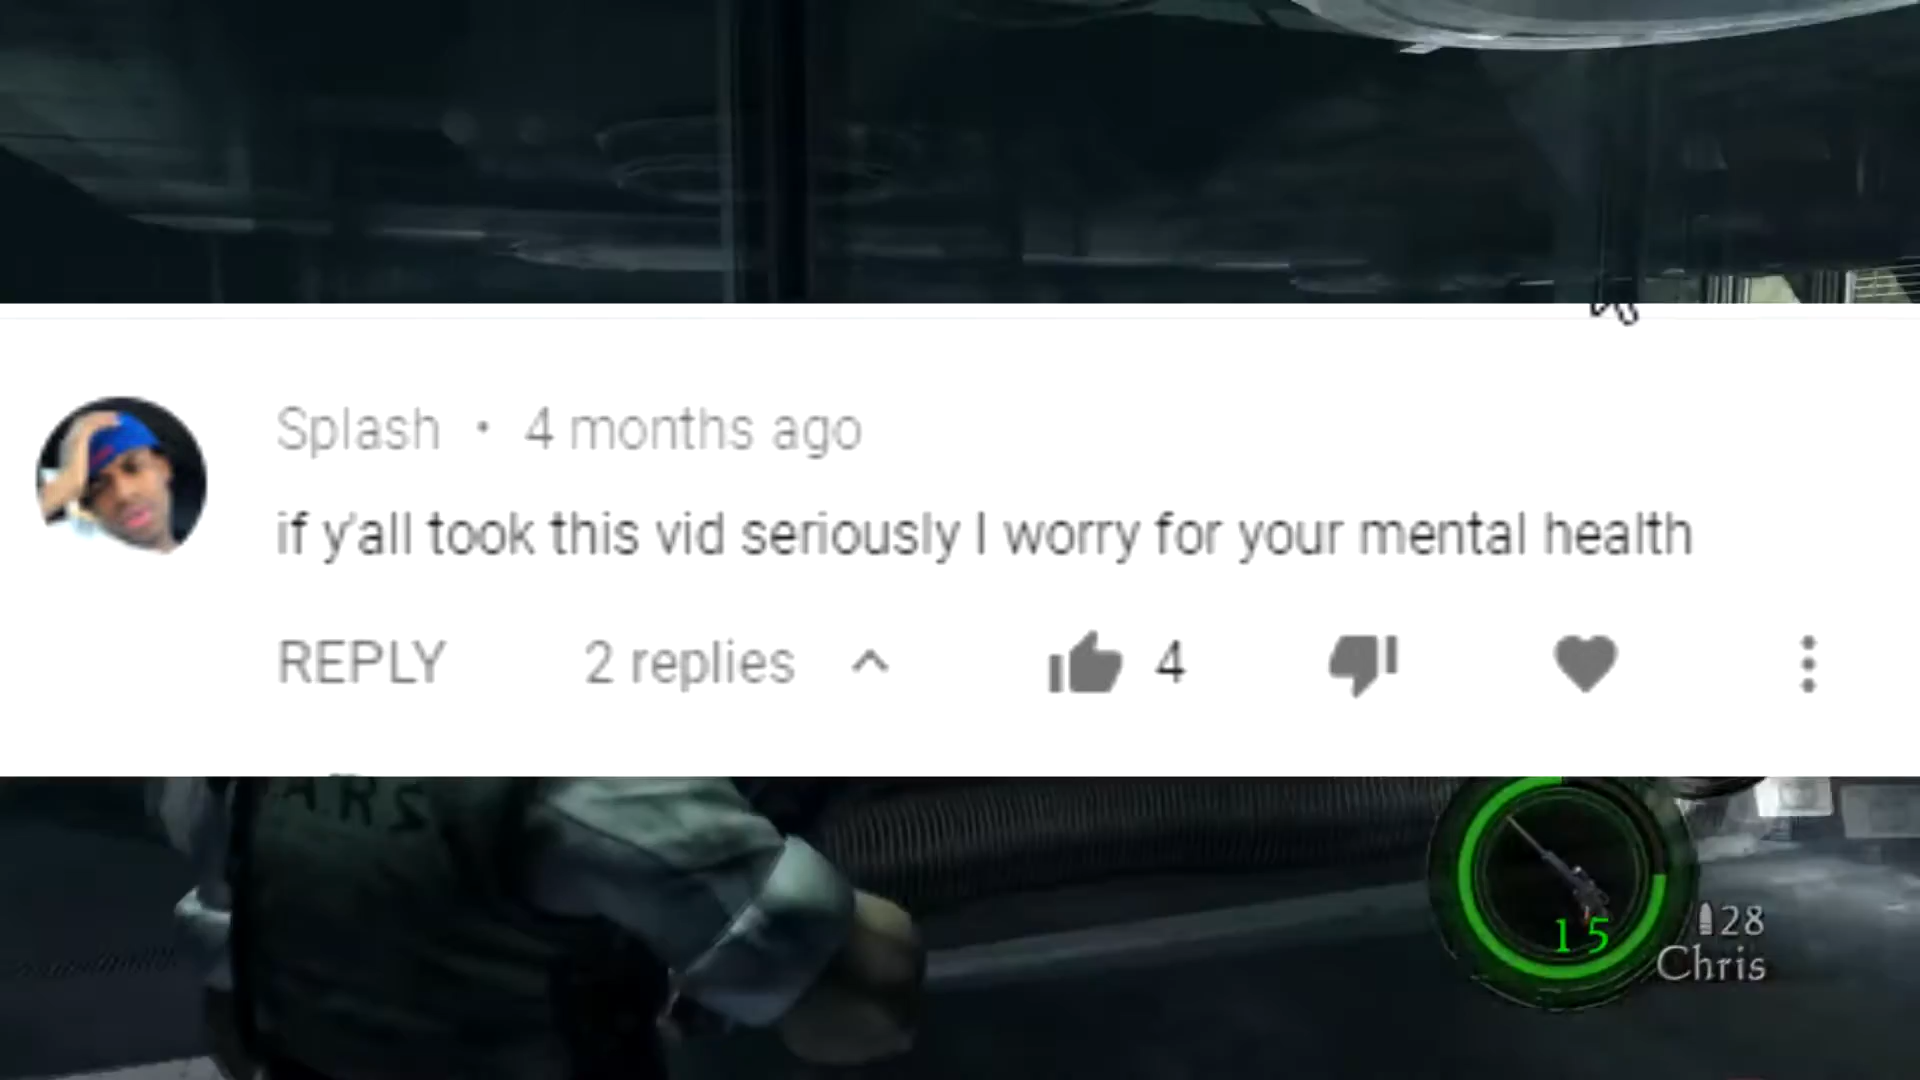 Splash • 4 months ago
if y'all took this vid seriously I worry for your mental health
REPLY 2 replies 4
ARS
15
28
Chris